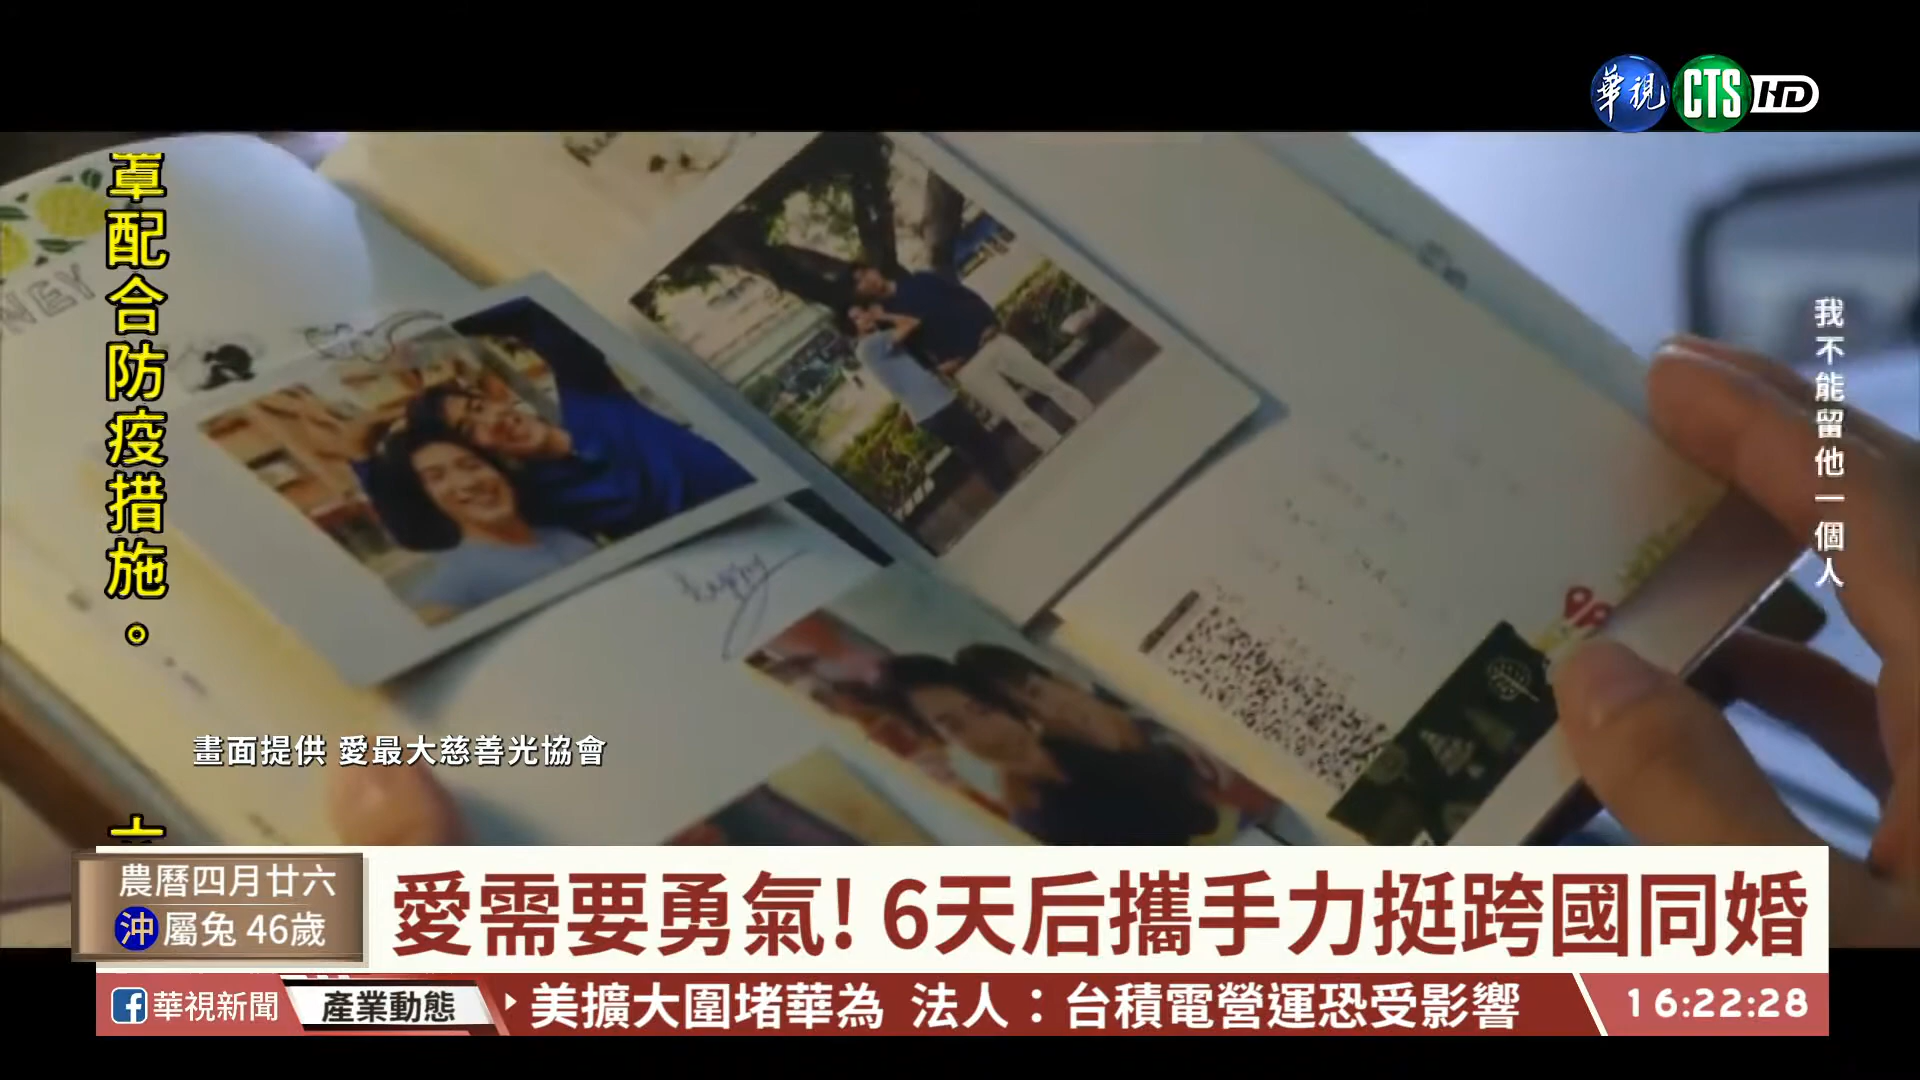 華視 CTS HD
罩配合防疫措施。
我不能留他一個人
NEY
happy
畫面提供 愛最大慈善光協會
農曆四月廿六
沖屬兔 46歲
愛需要勇氣! 6天后攜手力挺跨國同婚
華視新聞
產業動態
美擴大圍堵華為 法人：台積電營運恐受影響
16:22:28